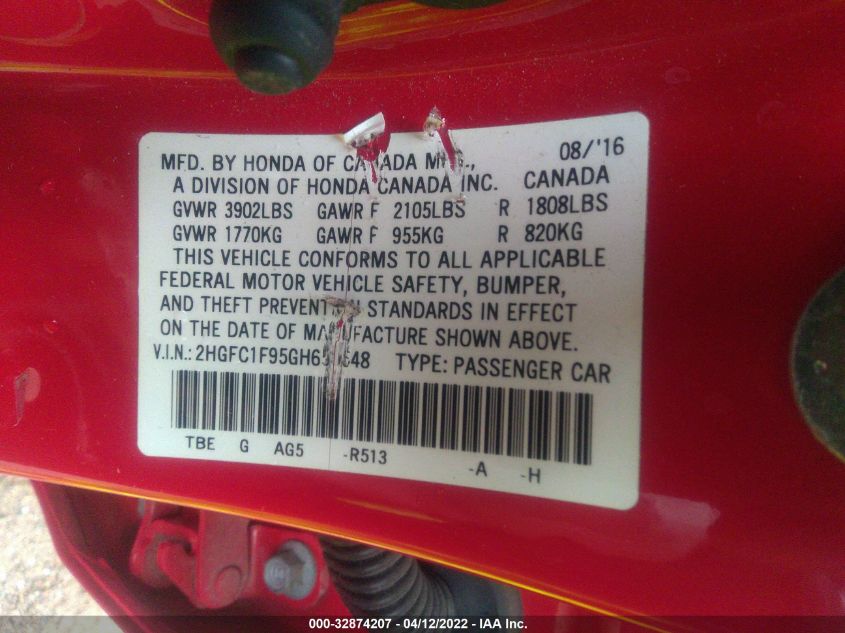 08/'16
MFD. BY HONDA OF CANADA MFG.,
A DIVISION OF HONDA CANADA INC. CANADA
GVWR 3902LBS GAWR F 2105LBS R 1808LBS
GVWR 1770KG GAWR F 955KG R 820KG
THIS VEHICLE CONFORMS TO ALL APPLICABLE
FEDERAL MOTOR VEHICLE SAFETY, BUMPER,
AND THEFT PREVENTION STANDARDS IN EFFECT
ON THE DATE OF MANUFACTURE SHOWN ABOVE.
V.I.N.: TYPE: PASSENGER CAR
TBE G AG5 -R513 -A -H
000-32874207 - 04/12/2022 - IAA Inc.